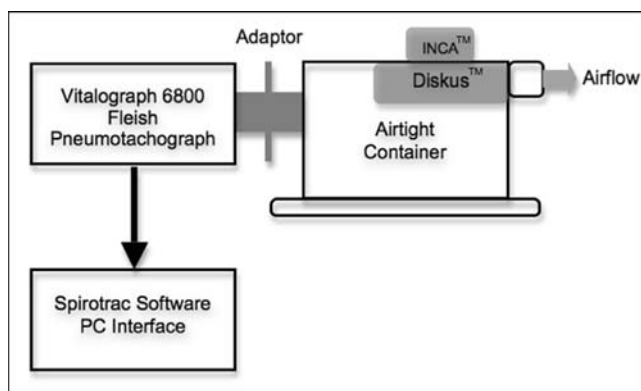 Adaptor
INCA™
Diskus™
Airflow
Vitalograph 6800
Fleish
Pneumotachograph
Airtight
Container
Spirotrac Software
PC Interface